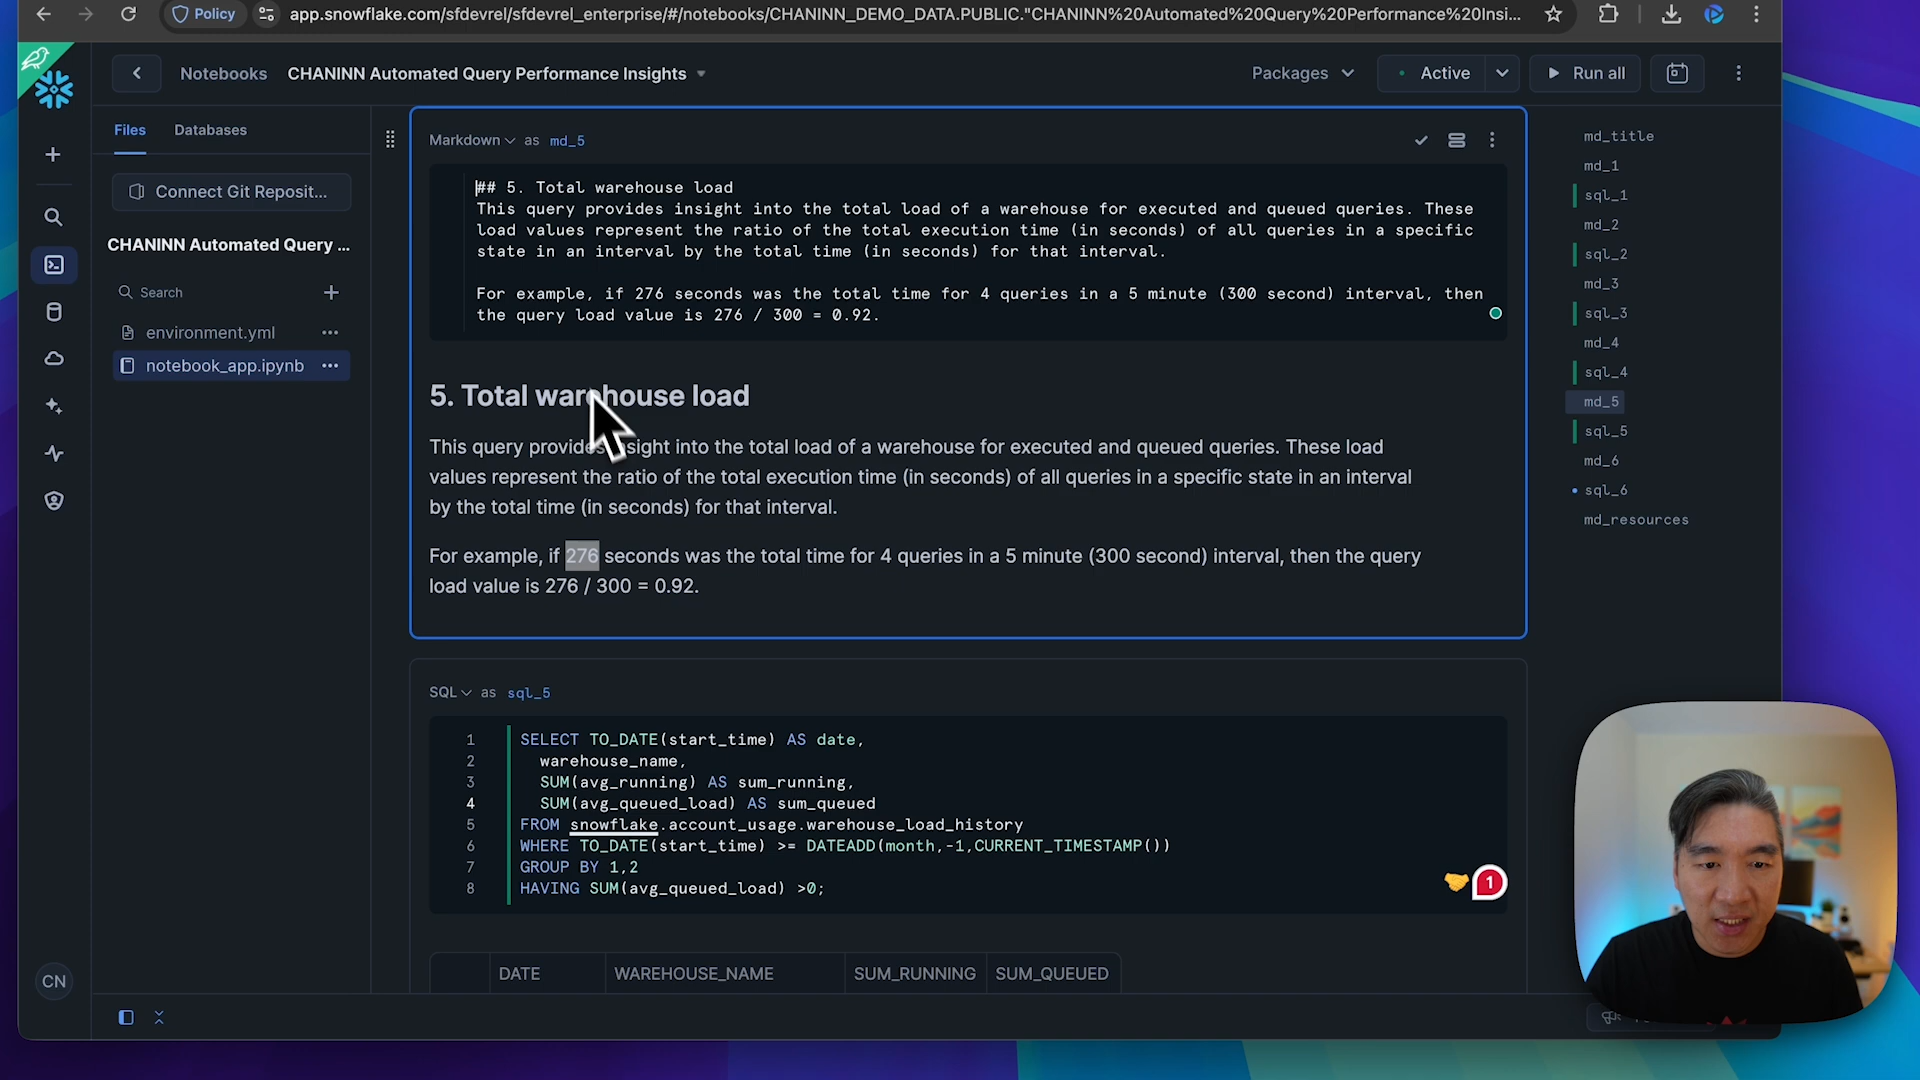 Policy
app.snowflake.com/sfdevrel/sfdevrel_enterprise/#/notebooks/CHANINN_DEMO_DATA.PUBLIC."CHANINN%20Automated%20Query%20Performance%20Insi...
Notebooks
CHANINN Automated Query Performance Insights
Packages
Active
Run all
Files
Databases
Connect Git Reposit...
CHANINN Automated Query ...
Search
environment.yml
notebook_app.ipynb
CN
Markdown as md_5
## 5. Total warehouse load
This query provides insight into the total load of a warehouse for executed and queued queries. These
load values represent the ratio of the total execution time (in seconds) of all queries in a specific
state in an interval by the total time (in seconds) for that interval.
For example, if 276 seconds was the total time for 4 queries in a 5 minute (300 second) interval, then
the query load value is 276 / 300 = 0.92.
5. Total warehouse load
This query provides insight into the total load of a warehouse for executed and queued queries. These load
values represent the ratio of the total execution time (in seconds) of all queries in a specific state in an interval
by the total time (in seconds) for that interval.
For example, if 276 seconds was the total time for 4 queries in a 5 minute (300 second) interval, then the query
load value is 276 / 300 = 0.92.
SQL as sql_5
1 SELECT TO_DATE(start_time) AS date,
2 warehouse_name,
3 SUM(avg_running) AS sum_running,
4 SUM(avg_queued_load) AS sum_queued
5 FROM snowflake.account_usage.warehouse_load_history
6 WHERE TO_DATE(start_time) >= DATEADD(month,-1,CURRENT_TIMESTAMP())
7 GROUP BY 1,2
8 HAVING SUM(avg_queued_load) >0;
1
DATE WAREHOUSE_NAME SUM_RUNNING SUM_QUEUED
md_title
md_1
sql_1
md_2
sql_2
md_3
sql_3
md_4
sql_4
md_5
sql_5
md_6
sql_6
md_resources